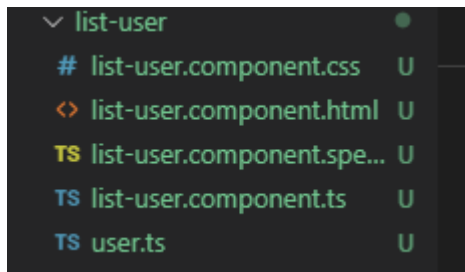 list-user
# list-user.component.css U
<> list-user.component.html U
TS list-user.component.spe... U
TS list-user.component.ts U
TS user.ts U